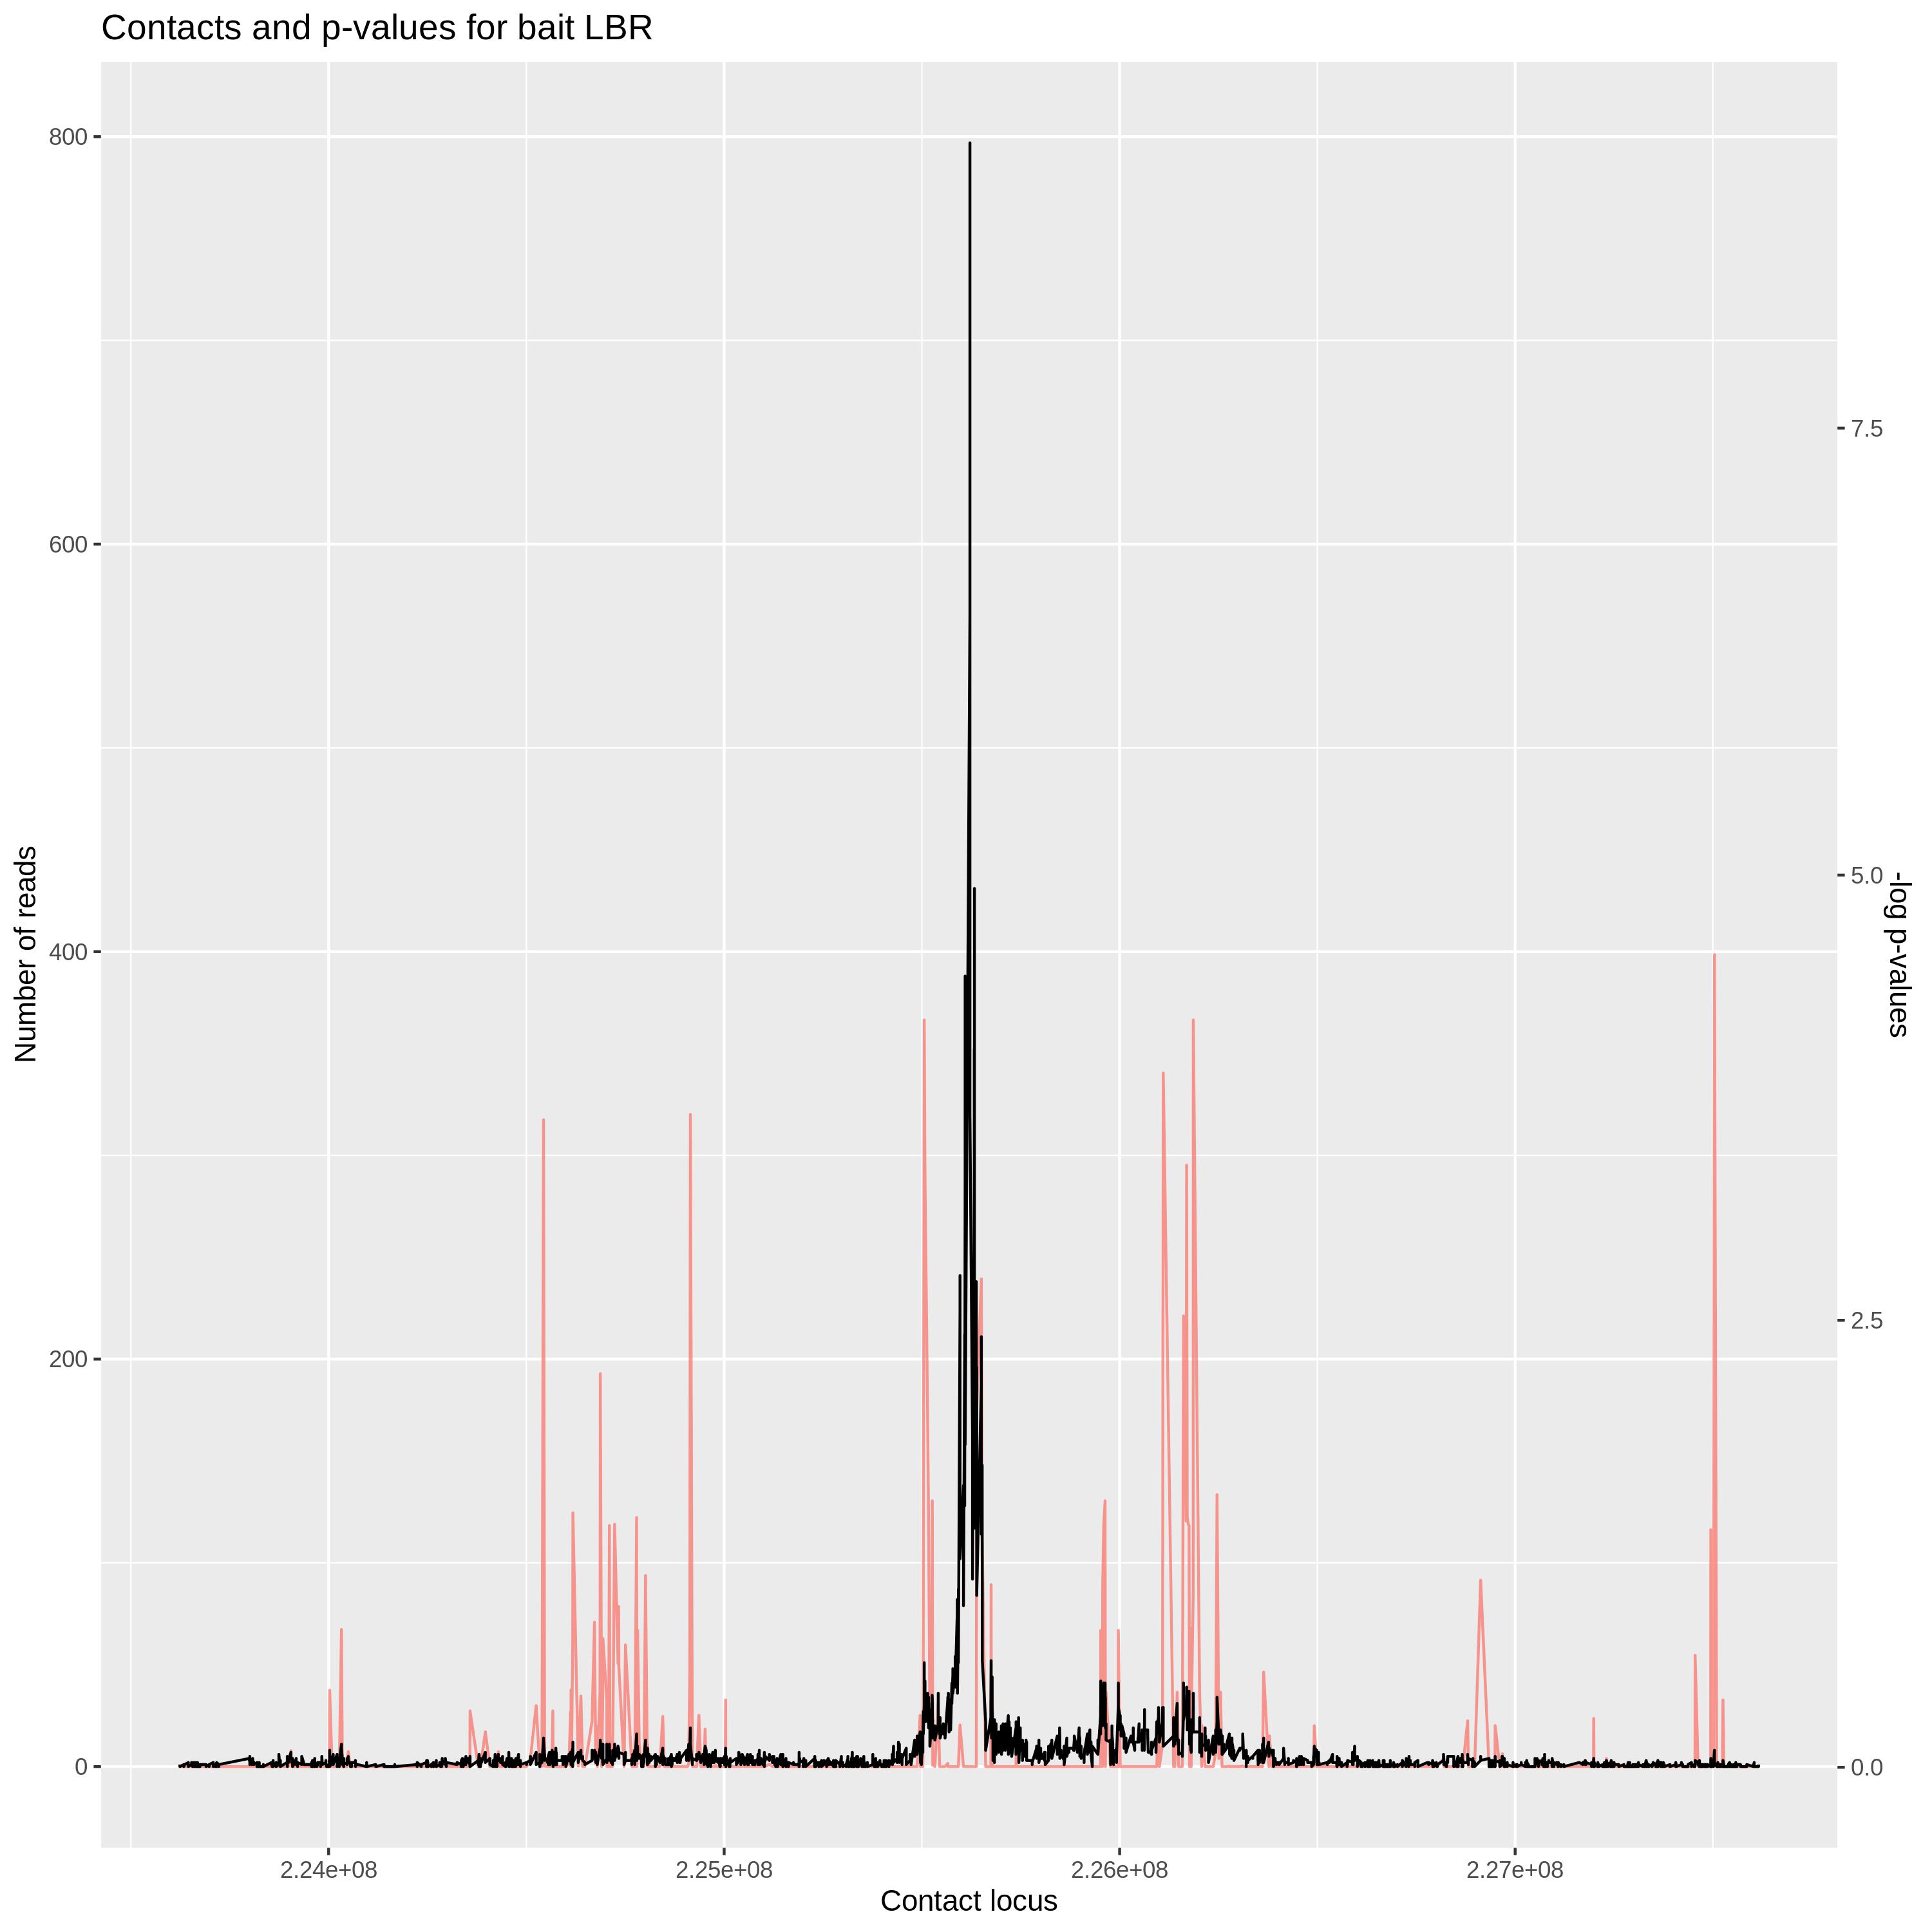 Contacts and p-values for bait LBR
800
600
400
200
0
7.5
5.0
2.5
0.0
Number of reads
-log p-values
2.24e+08 2.25e+08 2.26e+08 2.27e+08
Contact locus